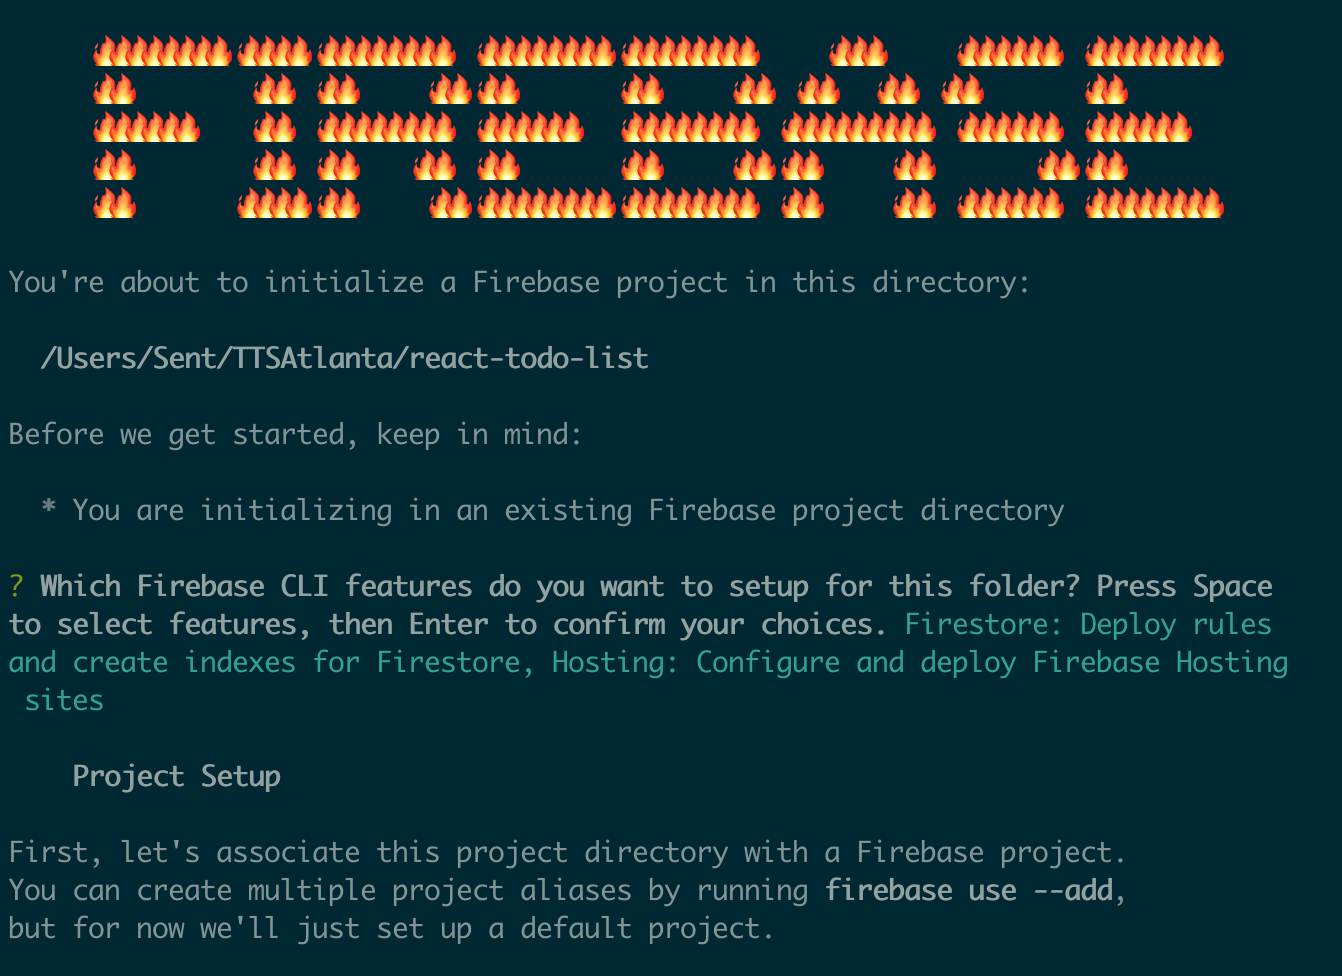 FIREBASE
You're about to initialize a Firebase project in this directory:
/Users/Sent/TTSAtlanta/react-todo-list
Before we get started, keep in mind:
* You are initializing in an existing Firebase project directory
? Which Firebase CLI features do you want to setup for this folder? Press Space
to select features, then Enter to confirm your choices. Firestore: Deploy rules
and create indexes for Firestore, Hosting: Configure and deploy Firebase Hosting
sites
Project Setup
First, let's associate this project directory with a Firebase project.
You can create multiple project aliases by running firebase use --add,
but for now we'll just set up a default project.